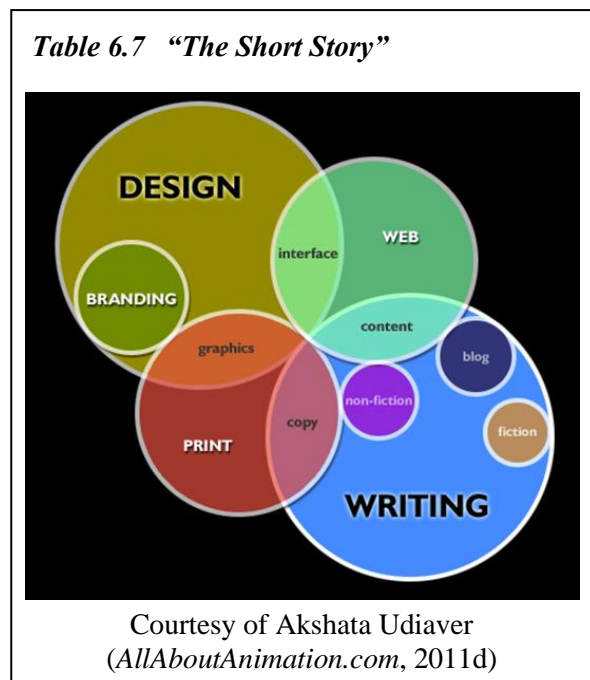 Table 6.7 “The Short Story”
DESIGN
WEB
interface
BRANDING
content
graphics
blog
non-fiction
copy
fiction
PRINT
WRITING
Courtesy of Akshata Udiaver
(AllAboutAnimation.com, 2011d)